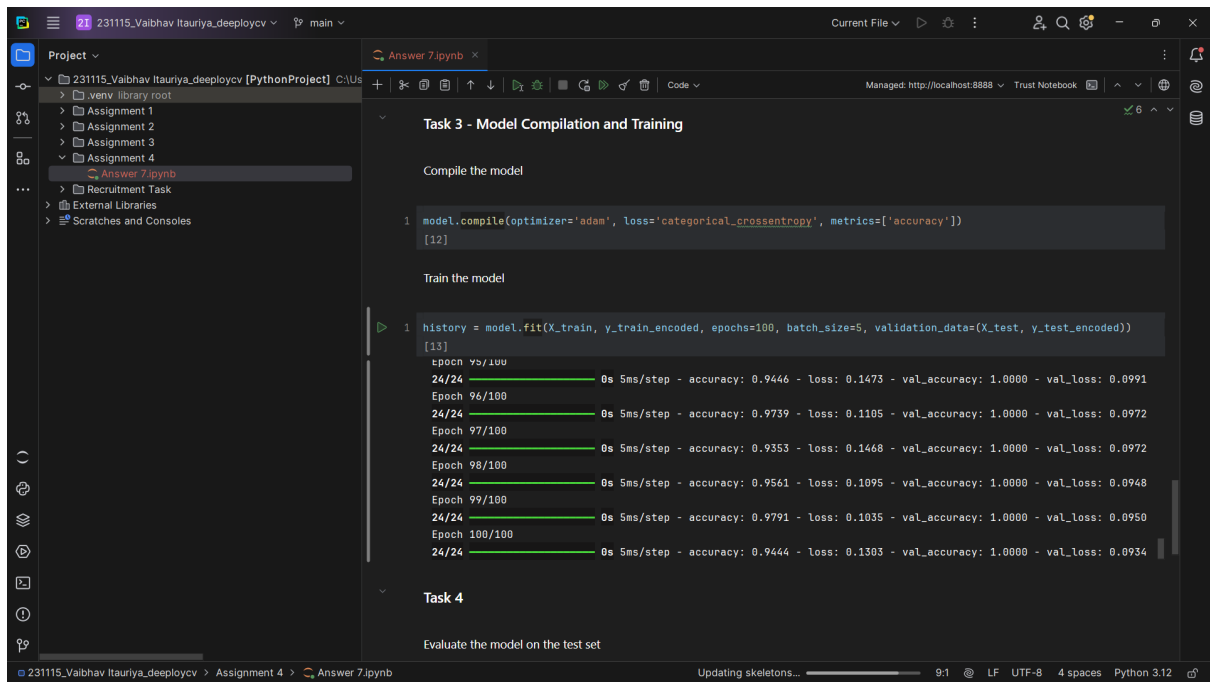 2I 231115_Vaibhav Itauriya_deeploycv main Current File
Project
231115_Vaibhav Itauriya_deeploycv [PythonProject] C:\Us
.venv library root
Assignment 1
Assignment 2
Assignment 3
Assignment 4
Answer 7.ipynb
Recruitment Task
External Libraries
Scratches and Consoles
Answer 7.ipynb
Code Managed: http://localhost:8888 Trust Notebook
6
Task 3 - Model Compilation and Training
Compile the model
1 model.compile(optimizer='adam', loss='categorical_crossentropy', metrics=['accuracy'])
[12]
Train the model
1 history = model.fit(X_train, y_train_encoded, epochs=100, batch_size=5, validation_data=(X_test, y_test_encoded))
[13]
Epoch 95/100
24/24 0s 5ms/step - accuracy: 0.9446 - loss: 0.1473 - val_accuracy: 1.0000 - val_loss: 0.0991
Epoch 96/100
24/24 0s 5ms/step - accuracy: 0.9739 - loss: 0.1105 - val_accuracy: 1.0000 - val_loss: 0.0972
Epoch 97/100
24/24 0s 5ms/step - accuracy: 0.9353 - loss: 0.1468 - val_accuracy: 1.0000 - val_loss: 0.0972
Epoch 98/100
24/24 0s 5ms/step - accuracy: 0.9561 - loss: 0.1095 - val_accuracy: 1.0000 - val_loss: 0.0948
Epoch 99/100
24/24 0s 5ms/step - accuracy: 0.9791 - loss: 0.1035 - val_accuracy: 1.0000 - val_loss: 0.0950
Epoch 100/100
24/24 0s 5ms/step - accuracy: 0.9444 - loss: 0.1303 - val_accuracy: 1.0000 - val_loss: 0.0934
Task 4
Evaluate the model on the test set
231115_Vaibhav Itauriya_deeploycv > Assignment 4 > Answer 7.ipynb Updating skeletons... 9:1 LF UTF-8 4 spaces Python 3.12